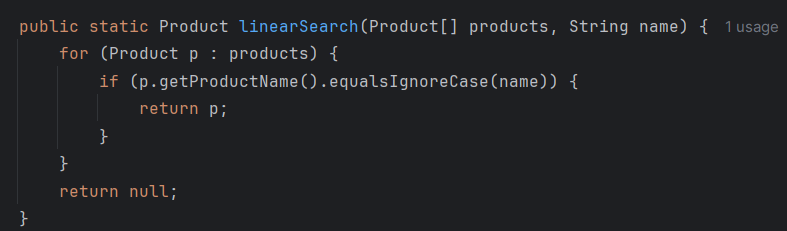 public static Product linearSearch(Product[] products, String name) { 1 usage
    for (Product p : products) {
        if (p.getProductName().equalsIgnoreCase(name)) {
            return p;
        }
    }
    return null;
}